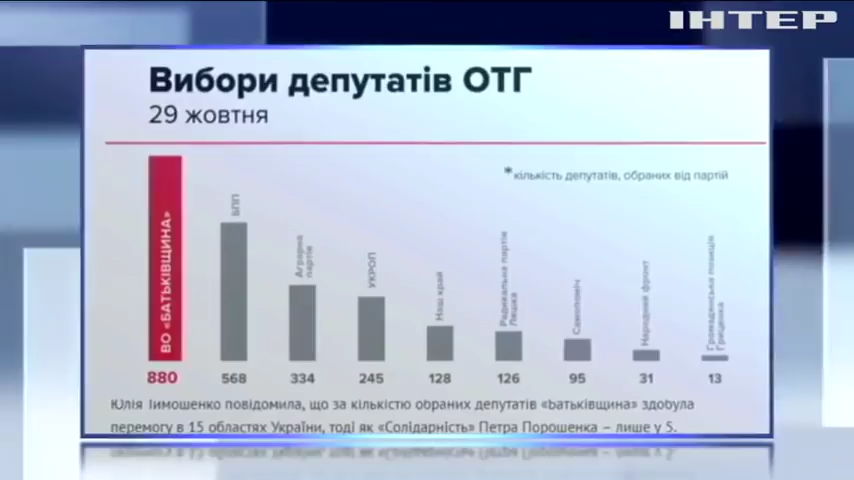 ІНТЕР
Вибори депутатів ОТГ
29 жовтня
*кількість депутатів, обраних від партій
ВО «БАТЬКІВЩИНА»
БПП
Аграрна
партія
УКРОП
Наш край
Радикальна партія
Ляшка
Самопоміч
Народний фронт
Громадянська позиція
Гриценка
880 568 334 245 128 126 95 31 13
Юлія Тимошенко повідомила, що за кількістю обраних депутатів «Батьківщина» здобула
перемогу в 15 областях України, тоді як «Солідарність» Петра Порошенка – лише у 5.